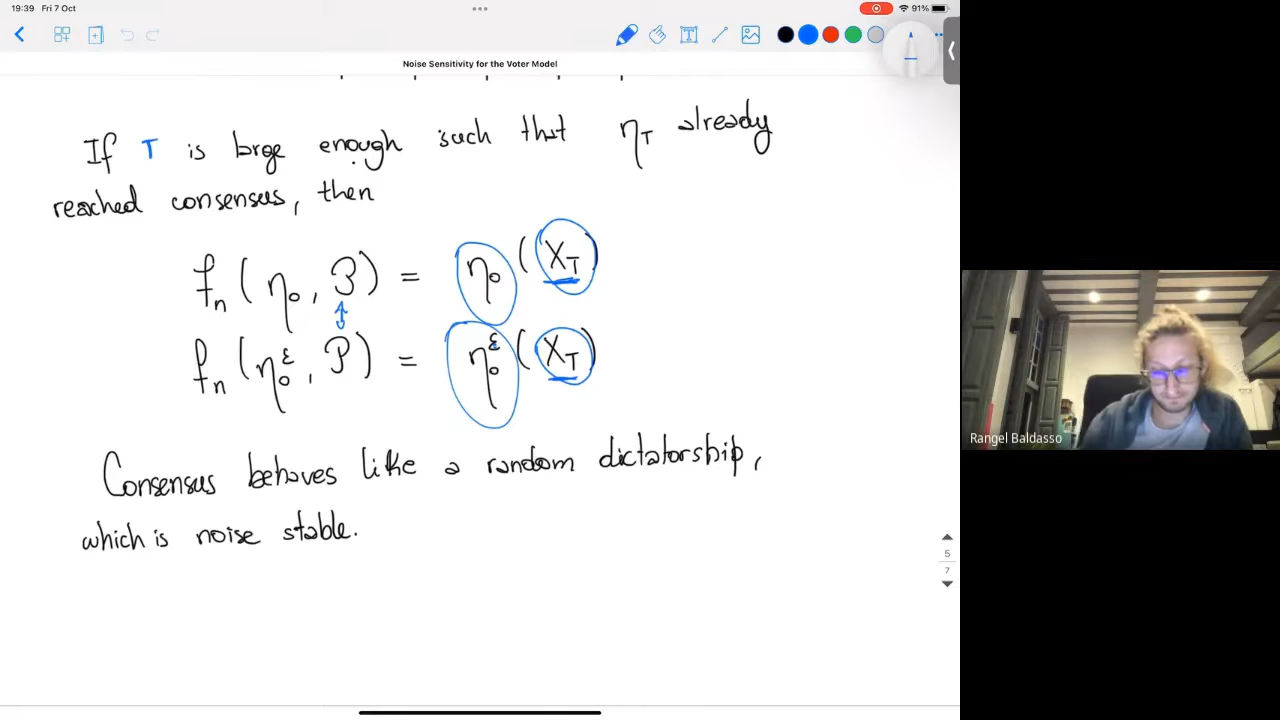 19:39 Fri 7 Oct
91%
Noise Sensitivity for the Voter Model
If T is large enough such that η_T already
reached consensus, then
f_n ( η_0 , P ) = η_0 ( X_T )
f_n ( η_0^ε , P ) = η_0^ε ( X_T )
Consensus behaves like a random dictatorship,
which is noise stable.
5
7
Rangel Baldasso